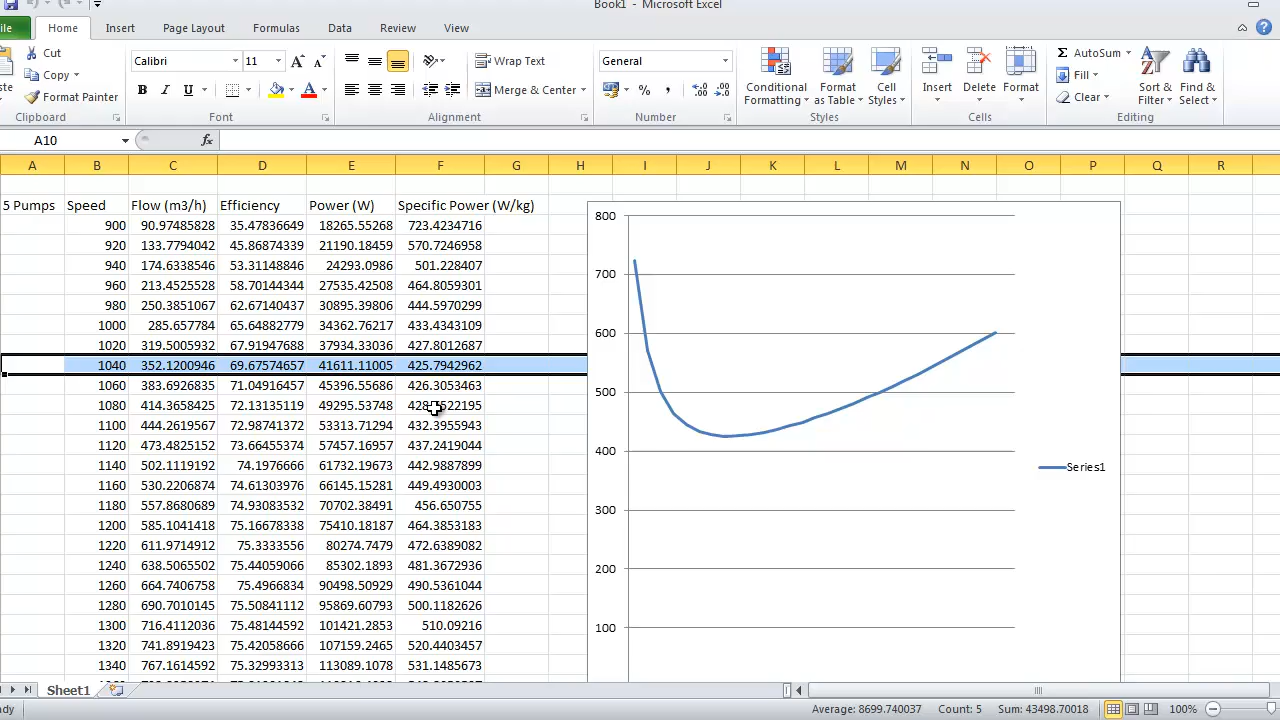 Book1 - Microsoft Excel
ile Home Insert Page Layout Formulas Data Review View
Cut
Copy
Format Painter
Clipboard
Calibri 11
B I U
Font
Wrap Text
Merge & Center
Alignment
General
Number
Conditional Formatting
Format as Table
Cell Styles
Styles
Insert
Delete
Format
Cells
AutoSum
Fill
Clear
Sort & Filter
Find & Select
Editing
A10 fx
A B C D E F G H I J K L M N O P Q R
5 Pumps Speed Flow (m3/h) Efficiency Power (W) Specific Power (W/kg)
900 90.97485828 35.47836649 18265.55268 723.4234716
920 133.7794042 45.86874339 21190.18459 570.7246958
940 174.6338546 53.31148846 24293.0986 501.228407
960 213.4525528 58.70144344 27535.42508 464.8059301
980 250.3851067 62.67140437 30895.39806 444.5970299
1000 285.657784 65.64882779 34362.76217 433.4343109
1020 319.5005932 67.91947688 37934.33036 427.8012687
1040 352.1200946 69.67574657 41611.11005 425.7942962
1060 383.6926835 71.04916457 45396.55686 426.3053463
1080 414.3658425 72.13135119 49295.53748
1100 444.2619567 72.98741372 53313.71294 432.3955943
1120 473.4825152 73.66455374 57457.16957 437.2419044
1140 502.1119192 74.1976666 61732.19673 442.9887899
1160 530.2206874 74.61303976 66145.15281 449.4930003
1180 557.8680689 74.93083532 70702.38491 456.650755
1200 585.1041418 75.16678338 75410.18187 464.3853183
1220 611.9714912 75.3333556 80274.7479 472.6389082
1240 638.5065502 75.44059066 85302.1893 481.3672936
1260 664.7406758 75.4966834 90498.50929 490.5361044
1280 690.7010145 75.50841112 95869.60793 500.1182626
1300 716.4112036 75.48144592 101421.2853 510.09216
1320 741.8919423 75.42058666 107159.2465 520.4403457
1340 767.1614592 75.32993313 113089.1078 531.1485673
800
700
600
500
400
300
200
100
Series1
Sheet1
ady Average: 8699.740037 Count: 5 Sum: 43498.70018 100%